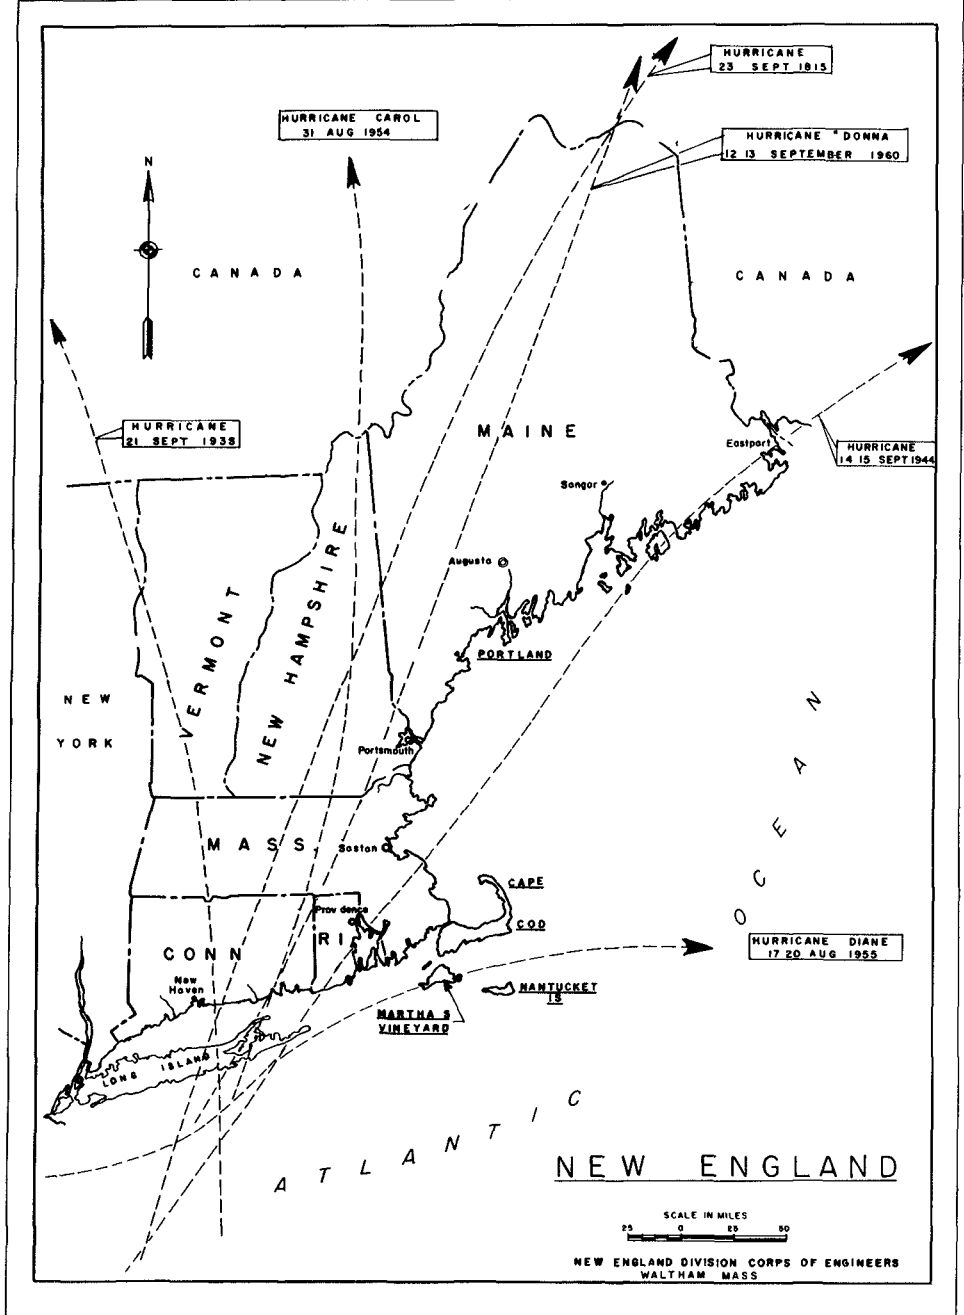 HURRICANE
23 SEPT 1815
HURRICANE CAROL
31 AUG 1954
HURRICANE "DONNA
12 13 SEPTEMBER 1960
N
CANADA
CANADA
HURRICANE
21 SEPT 1938
MAINE
Eastport
HURRICANE
14 15 SEPT 1944
Bangor
Augusta
VERMONT
NEW HAMPSHIRE
PORTLAND
NEW
YORK
Portsmouth
MASS.
Boston
CAPE
COD
Providence
R I
CONN
New
Haven
HURRICANE DIANE
17 20 AUG 1955
NANTUCKET
IS
MARTHA S
VINEYARD
LONG ISLAND
ATLANTIC
OCEAN
NEW ENGLAND
SCALE IN MILES
25 0 25 50
NEW ENGLAND DIVISION CORPS OF ENGINEERS
WALTHAM MASS